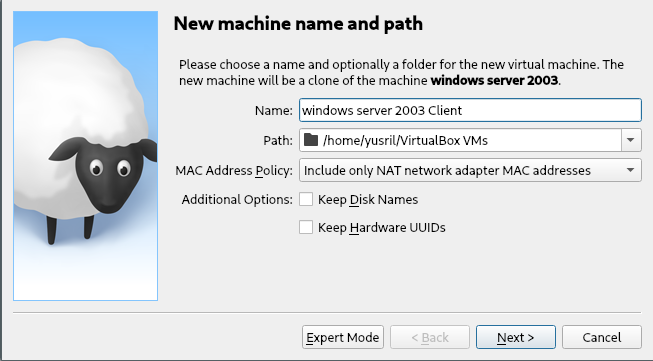 New machine name and path
Please choose a name and optionally a folder for the new virtual machine. The
new machine will be a clone of the machine windows server 2003.
Name: windows server 2003 Client
Path: /home/yusril/VirtualBox VMs
MAC Address Policy: Include only NAT network adapter MAC addresses
Additional Options: Keep Disk Names
Keep Hardware UUIDs
Expert Mode < Back Next > Cancel